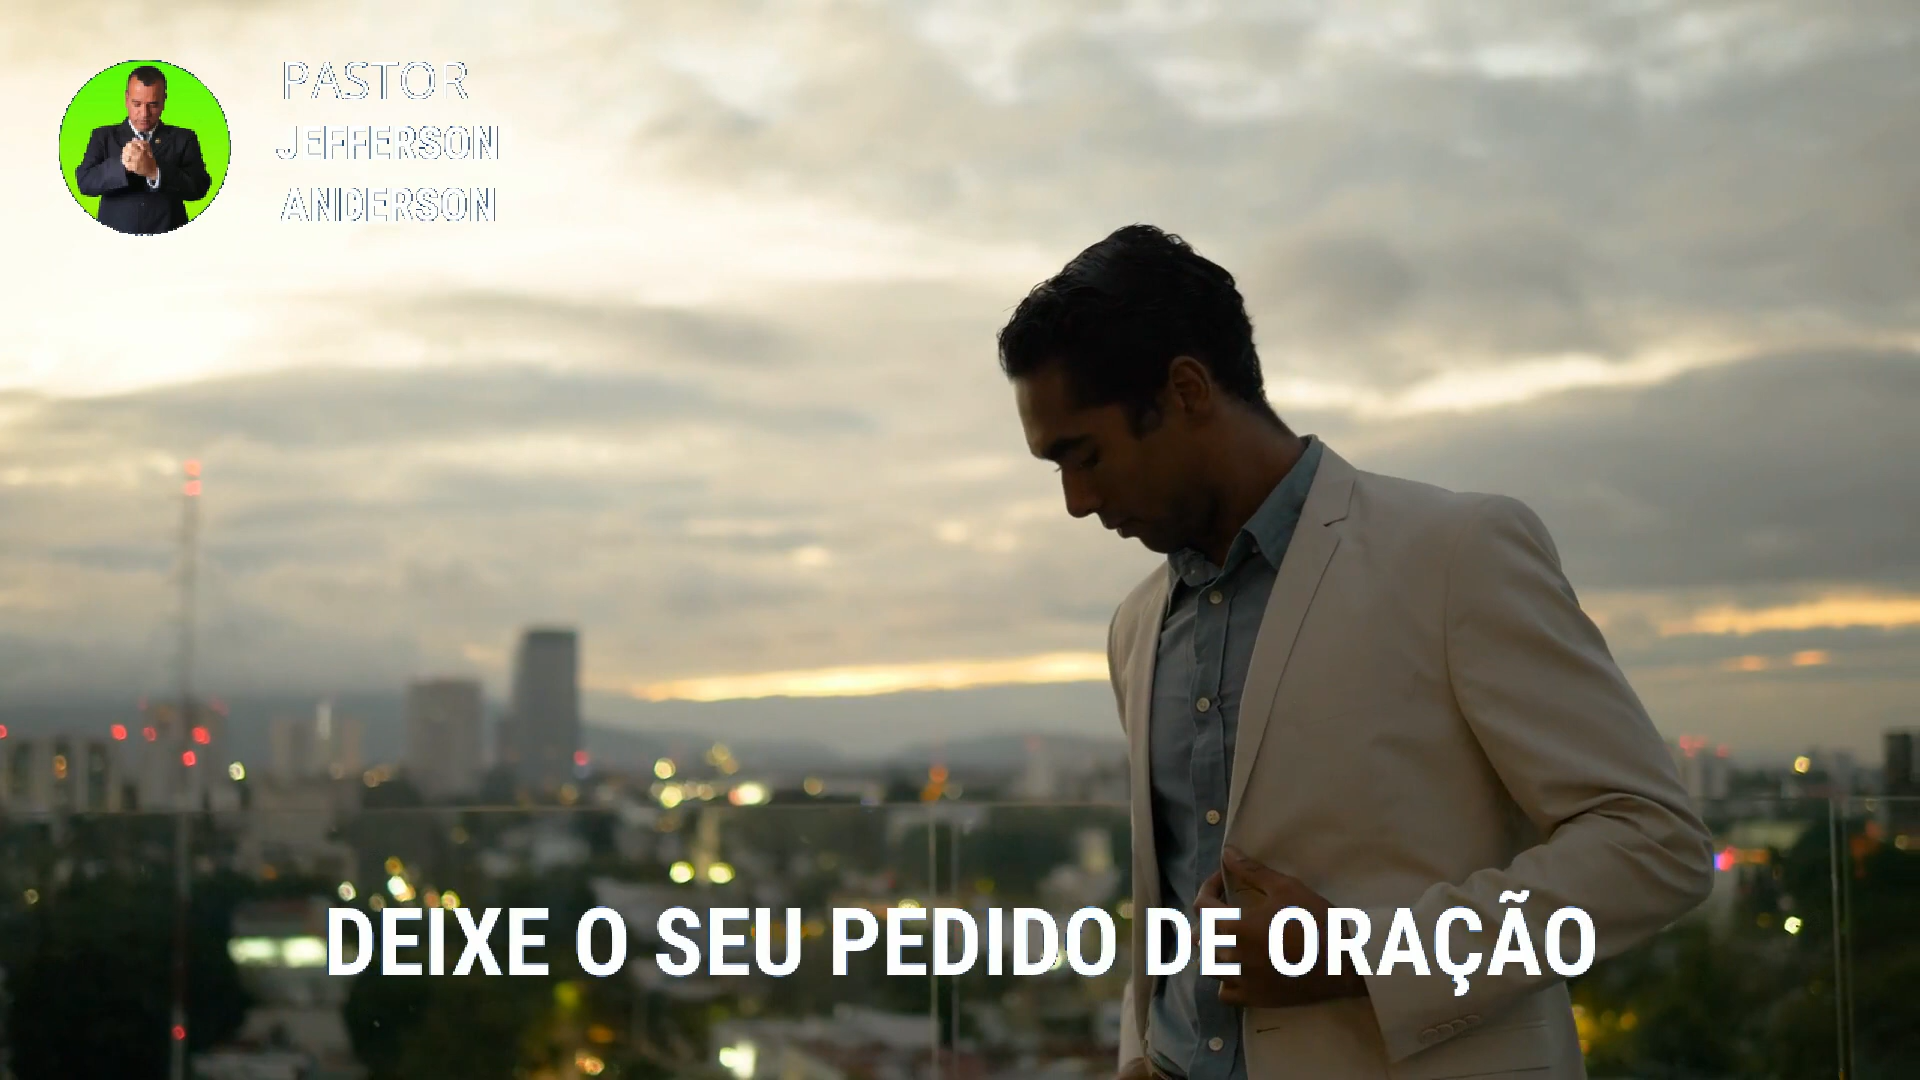 PASTOR
JEFFERSON
ANDERSON
DEIXE O SEU PEDIDO DE ORAÇÃO